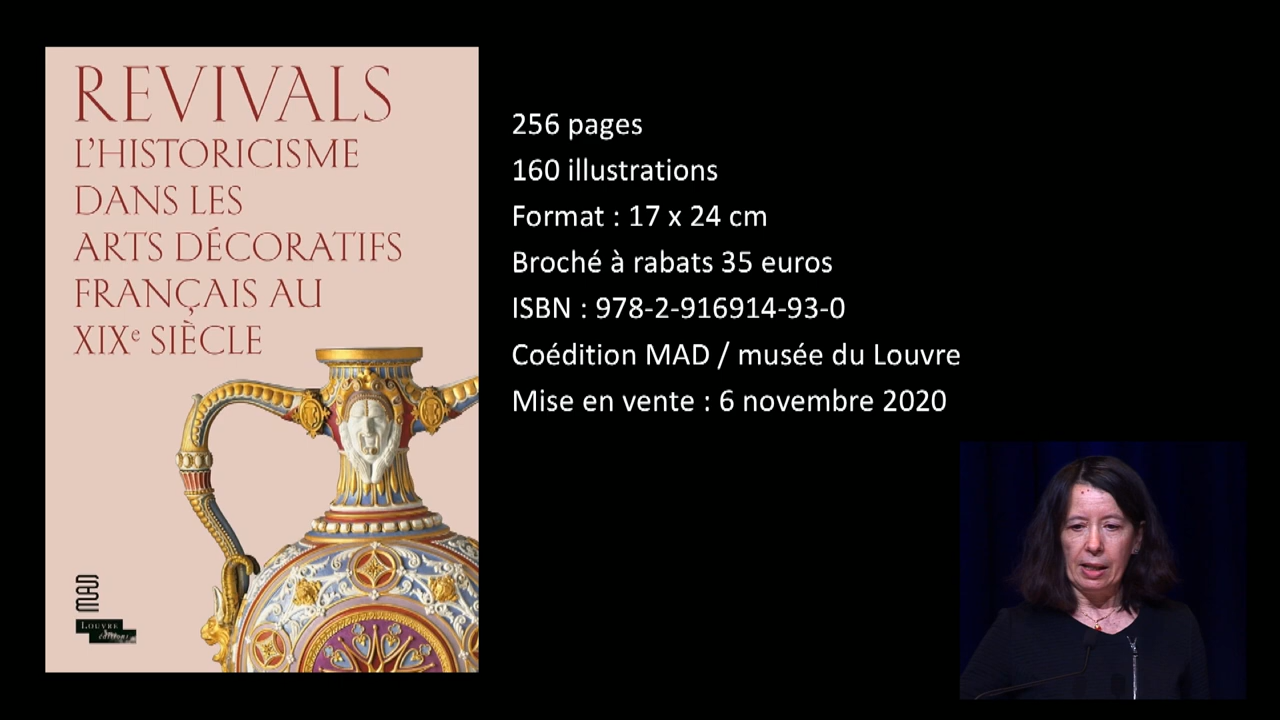 REVIVALS
L'HISTORICISME
DANS LES
ARTS DÉCORATIFS
FRANÇAIS AU
XIXe SIÈCLE
MAD
LOUVRE
éditions
256 pages
160 illustrations
Format : 17 x 24 cm
Broché à rabats 35 euros
ISBN : 978-2-916914-93-0
Coédition MAD / musée du Louvre
Mise en vente : 6 novembre 2020